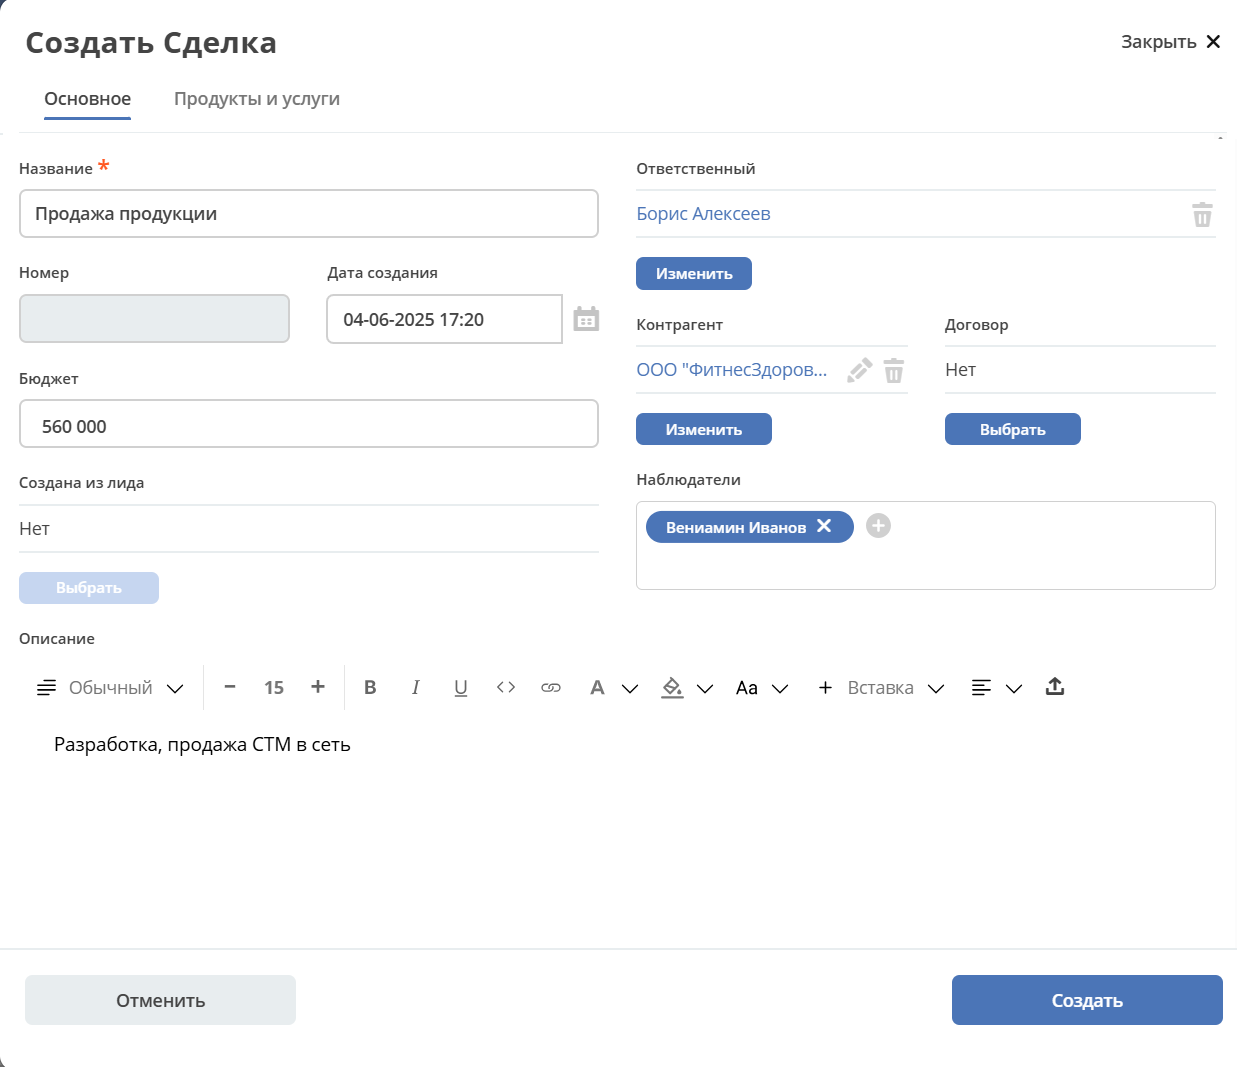 Создать Сделка
Закрыть
Основное
Продукты и услуги
Название *
Продажа продукции
Номер
Дата создания
04-06-2025 17:20
Бюджет
560 000
Создана из лида
Нет
Выбрать
Ответственный
Борис Алексеев
Изменить
Контрагент
ООО "ФитнесЗдоров...
Изменить
Договор
Нет
Выбрать
Наблюдатели
Вениамин Иванов
Описание
Обычный − 15 + B I U <> A Aa + Вставка
Разработка, продажа СТМ в сеть
Отменить
Создать